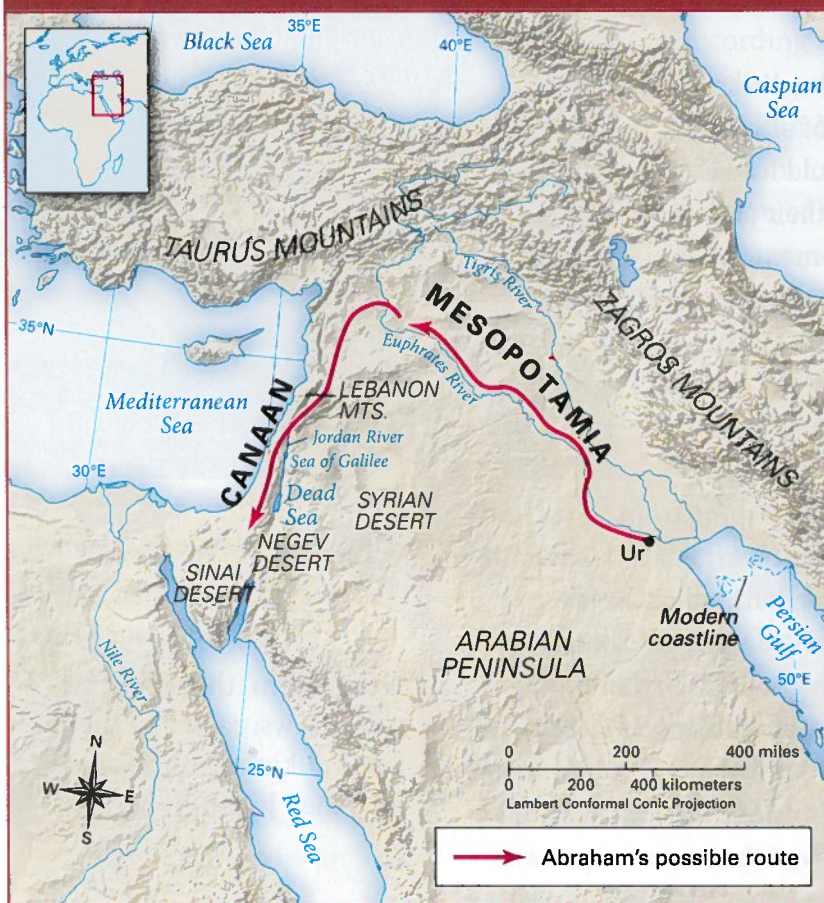 35°E
Black Sea
40°E
Caspian
Sea
TAURUS MOUNTAINS
Tigris River
MESOPOTAMIA
ZAGROS MOUNTAINS
35°N
Euphrates River
Mediterranean
Sea
CANAAN
LEBANON
MTS.
Jordan River
Sea of Galilee
30°E
Dead
Sea
SYRIAN
DESERT
NEGEV
DESERT
SINAI
DESERT
Ur
Modern
coastline
Persian
Gulf
50°E
ARABIAN
PENINSULA
Nile River
N
W
E
S
25°N
Red Sea
0 200 400 miles
0 200 400 kilometers
Lambert Conformal Conic Projection
Abraham's possible route